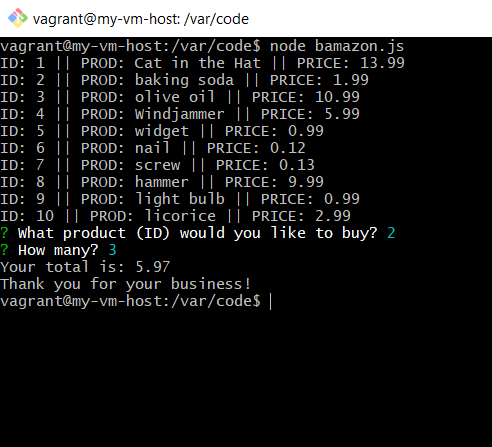 vagrant@my-vm-host: /var/code
vagrant@my-vm-host:/var/code$ node bamazon.js
ID: 1 || PROD: Cat in the Hat || PRICE: 13.99
ID: 2 || PROD: baking soda || PRICE: 1.99
ID: 3 || PROD: olive oil || PRICE: 10.99
ID: 4 || PROD: Windjammer || PRICE: 5.99
ID: 5 || PROD: widget || PRICE: 0.99
ID: 6 || PROD: nail || PRICE: 0.12
ID: 7 || PROD: screw || PRICE: 0.13
ID: 8 || PROD: hammer || PRICE: 9.99
ID: 9 || PROD: light bulb || PRICE: 0.99
ID: 10 || PROD: licorice || PRICE: 2.99
? What product (ID) would you like to buy? 2
? How many? 3
Your total is: 5.97
Thank you for your business!
vagrant@my-vm-host:/var/code$